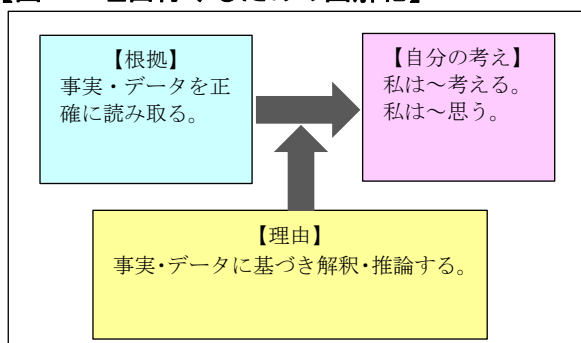 【根拠】
事実・データを正
確に読み取る。
【自分の考え】
私は～考える。
私は～思う。
【理由】
事実・データに基づき解釈・推論する。